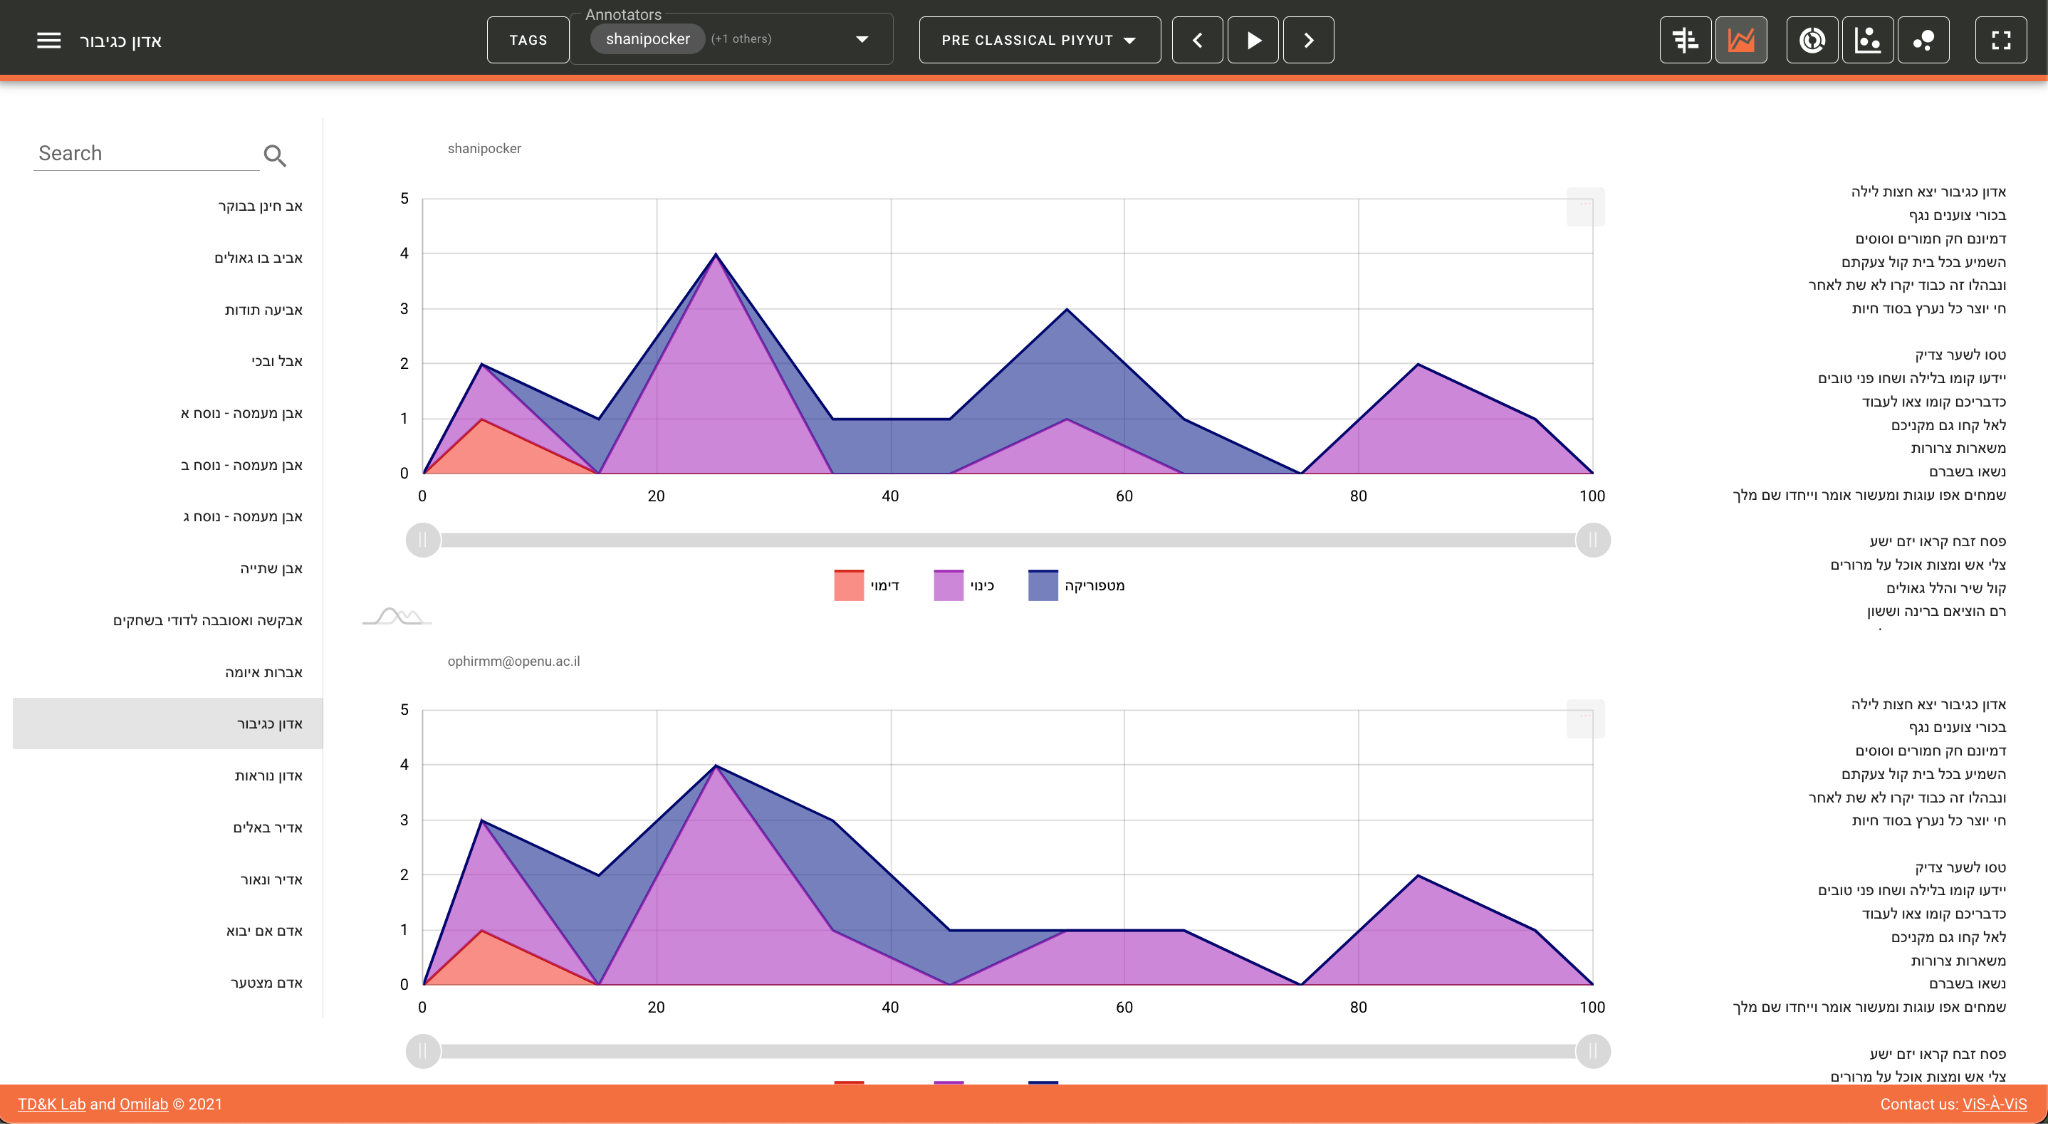 אדון כגיבור
TAGS
Annotators
shanipocker
(+1 others)
PRE CLASSICAL PIYYUT
Search
אב חינן בבוקר
אביב בו גאולים
אביעה תודות
אבל ובכי
אבן מעמסה - נוסח א
אבן מעמסה - נוסח ב
אבן מעמסה - נוסח ג
אבן שתייה
אבקשה ואסובבה לדודי בשחקים
אברות איומה
אדון כגיבור
אדון נוראות
אדיר באלים
אדיר ונאור
אדם אם יבוא
אדם מצטער
shanipocker
5
4
3
2
1
0
0 20 40 60 80 100
דימוי
כינוי
מטפוריקה
אדון כגיבור יצא חצות לילה
בכורי צוענים נגף
דמיונם חק חמורים וסוסים
השמיע בכל בית קול צעקתם
ונבהלו זה כבוד יקרו לא שת לאחר
חי יוצר כל נערץ בסוד חיות
טסו לשער צדיק
יידעו קומו בלילה ושחו פני טובים
כדבריכם קומו צאו לעבוד
לאל קחו גם מקניכם
משארות צרורות
נשאו בשברם
שמחים אפו עוגות ומעשור אומר וייחדו שם מלך
פסח זבח קראו יזם ישע
צלי אש ומצות אוכל על מרורים
קול שיר והלל גאולים
רם הוציאם ברינה וששון
ophirmm@openu.ac.il
5
4
3
2
1
0
0 20 40 60 80 100
אדון כגיבור יצא חצות לילה
בכורי צוענים נגף
דמיונם חק חמורים וסוסים
השמיע בכל בית קול צעקתם
ונבהלו זה כבוד יקרו לא שת לאחר
חי יוצר כל נערץ בסוד חיות
טסו לשער צדיק
יידעו קומו בלילה ושחו פני טובים
כדבריכם קומו צאו לעבוד
לאל קחו גם מקניכם
משארות צרורות
נשאו בשברם
שמחים אפו עוגות ומעשור אומר וייחדו שם מלך
פסח זבח קראו יזם ישע
צלי אש ומצות אוכל על מרורים
TD&K Lab and Omilab © 2021
Contact us: ViS-À-ViS